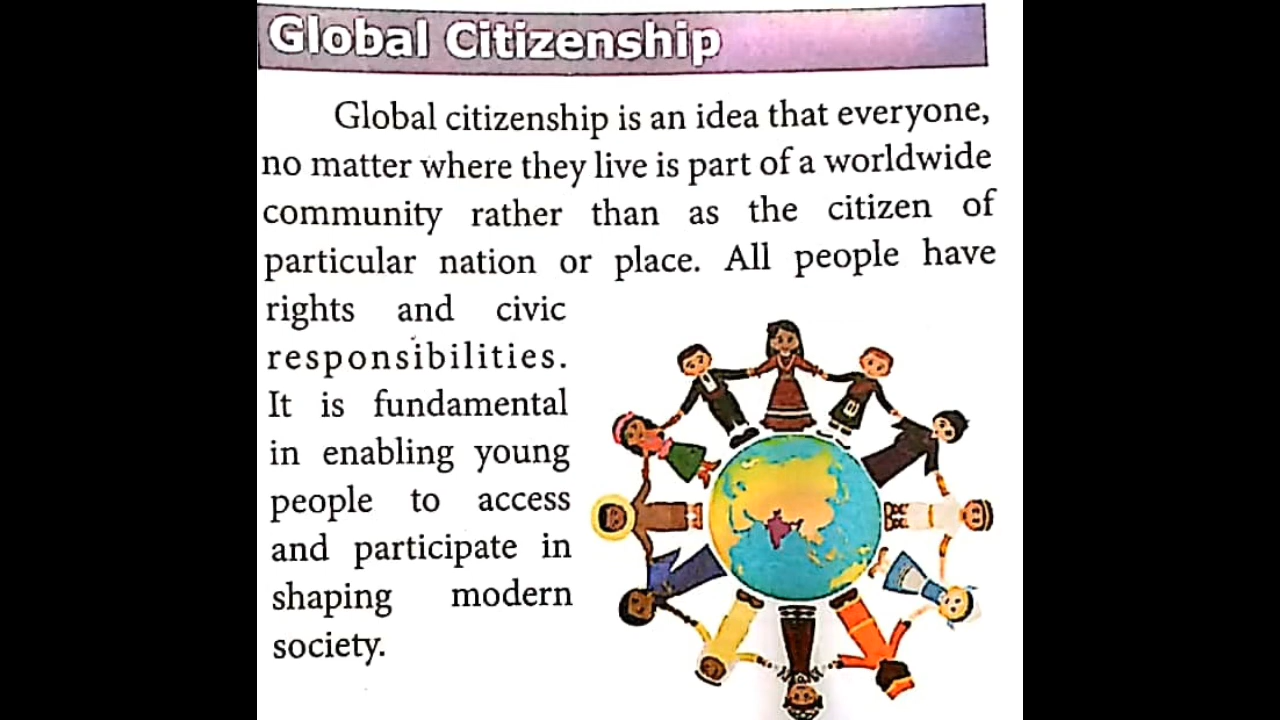 Global Citizenship
Global citizenship is an idea that everyone,
no matter where they live is part of a worldwide
community rather than as the citizen of
particular nation or place. All people have
rights and civic
responsibilities.
It is fundamental
in enabling young
people to access
and participate in
shaping modern
society.